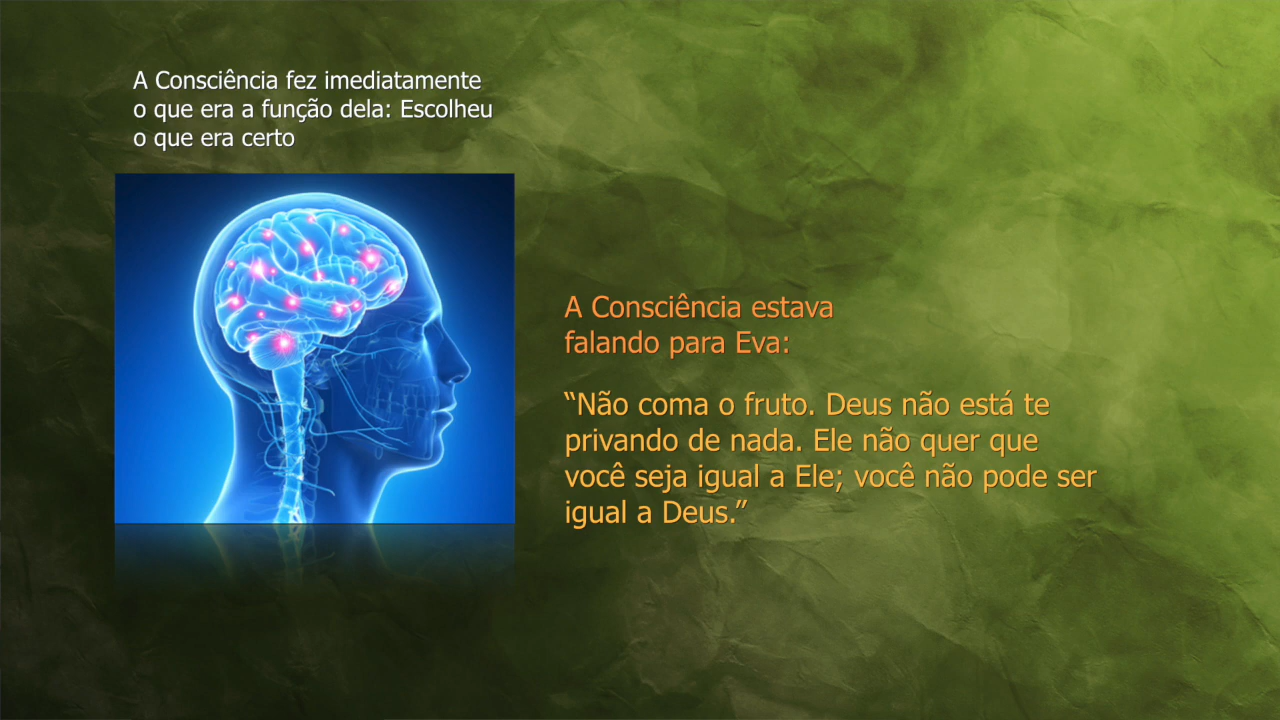 A Consciência fez imediatamente
o que era a função dela: Escolheu
o que era certo
A Consciência estava
falando para Eva:
“Não coma o fruto. Deus não está te
privando de nada. Ele não quer que
você seja igual a Ele; você não pode ser
igual a Deus.”